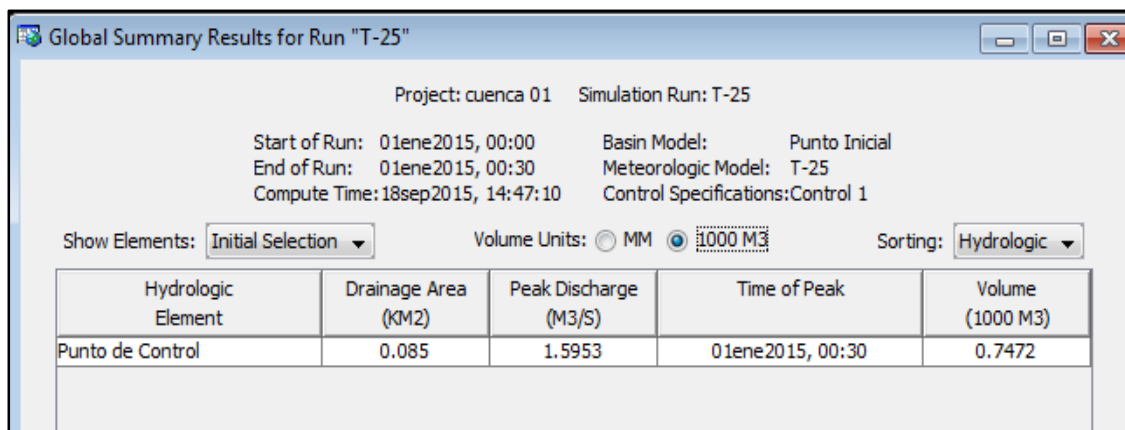 Global Summary Results for Run "T-25"
Project: cuenca 01 Simulation Run: T-25
Start of Run: 01ene2015, 00:00 Basin Model: Punto Inicial
End of Run: 01ene2015, 00:30 Meteorologic Model: T-25
Compute Time:18sep2015, 14:47:10 Control Specifications:Control 1
Show Elements: Initial Selection Volume Units: MM 1000 M3 Sorting: Hydrologic
Hydrologic Drainage Area Peak Discharge Time of Peak Volume
Element (KM2) (M3/S) (1000 M3)
Punto de Control 0.085 1.5953 01ene2015, 00:30 0.7472